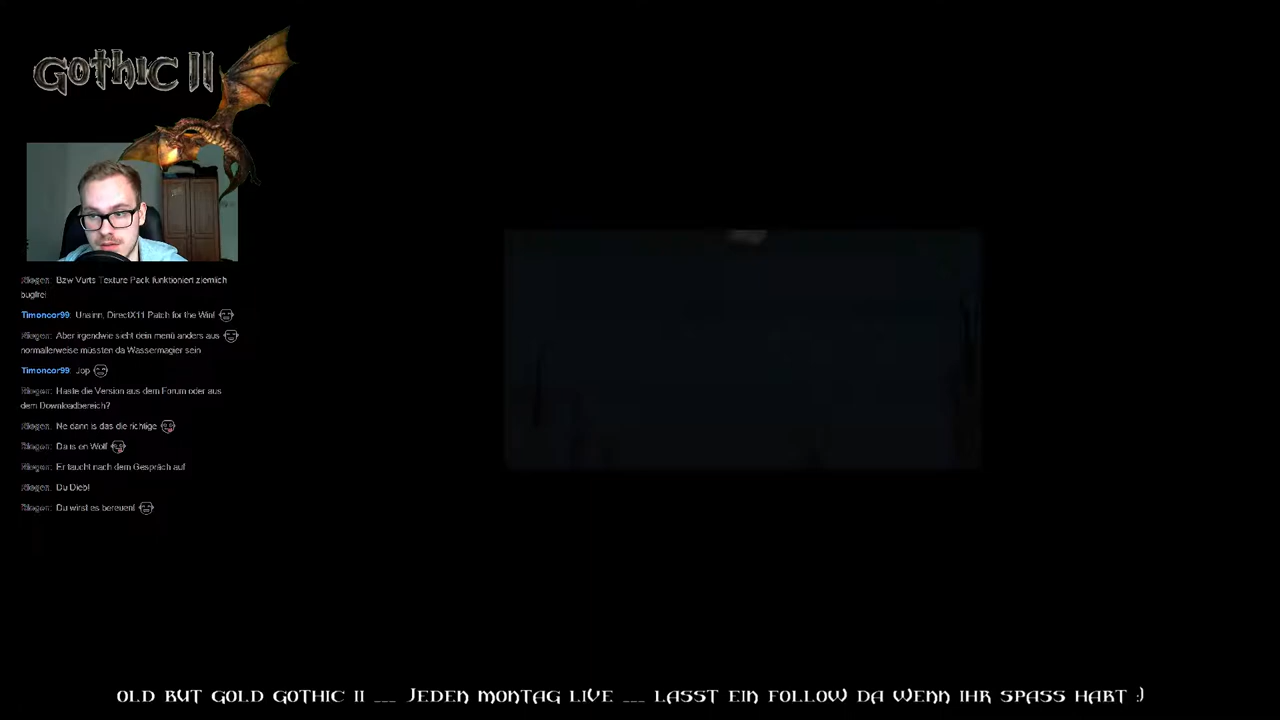 Gothic II
Bzw Vurts Texture Pack funktioniert ziemlich
bugfrei
Timoncor99: Unsinn, DirectX11 Patch for the Win!
Aber irgendwie sieht dein menü anders aus
normalerweise müssten da Wassermagier sein
Timoncor99: Jop
Haste die Version aus dem Forum oder aus
dem Downloadbereich?
Ne dann is das die richtige
Da is en Wolf
Er taucht nach dem Gespräch auf
Du Dieb!
Du wirst es bereuen!
OLD BUT GOLD GOTHIC II ___ JEDEN MONTAG LIVE ___ LASST EIN FOLLOW DA WENN IHR SPASS HABT :)